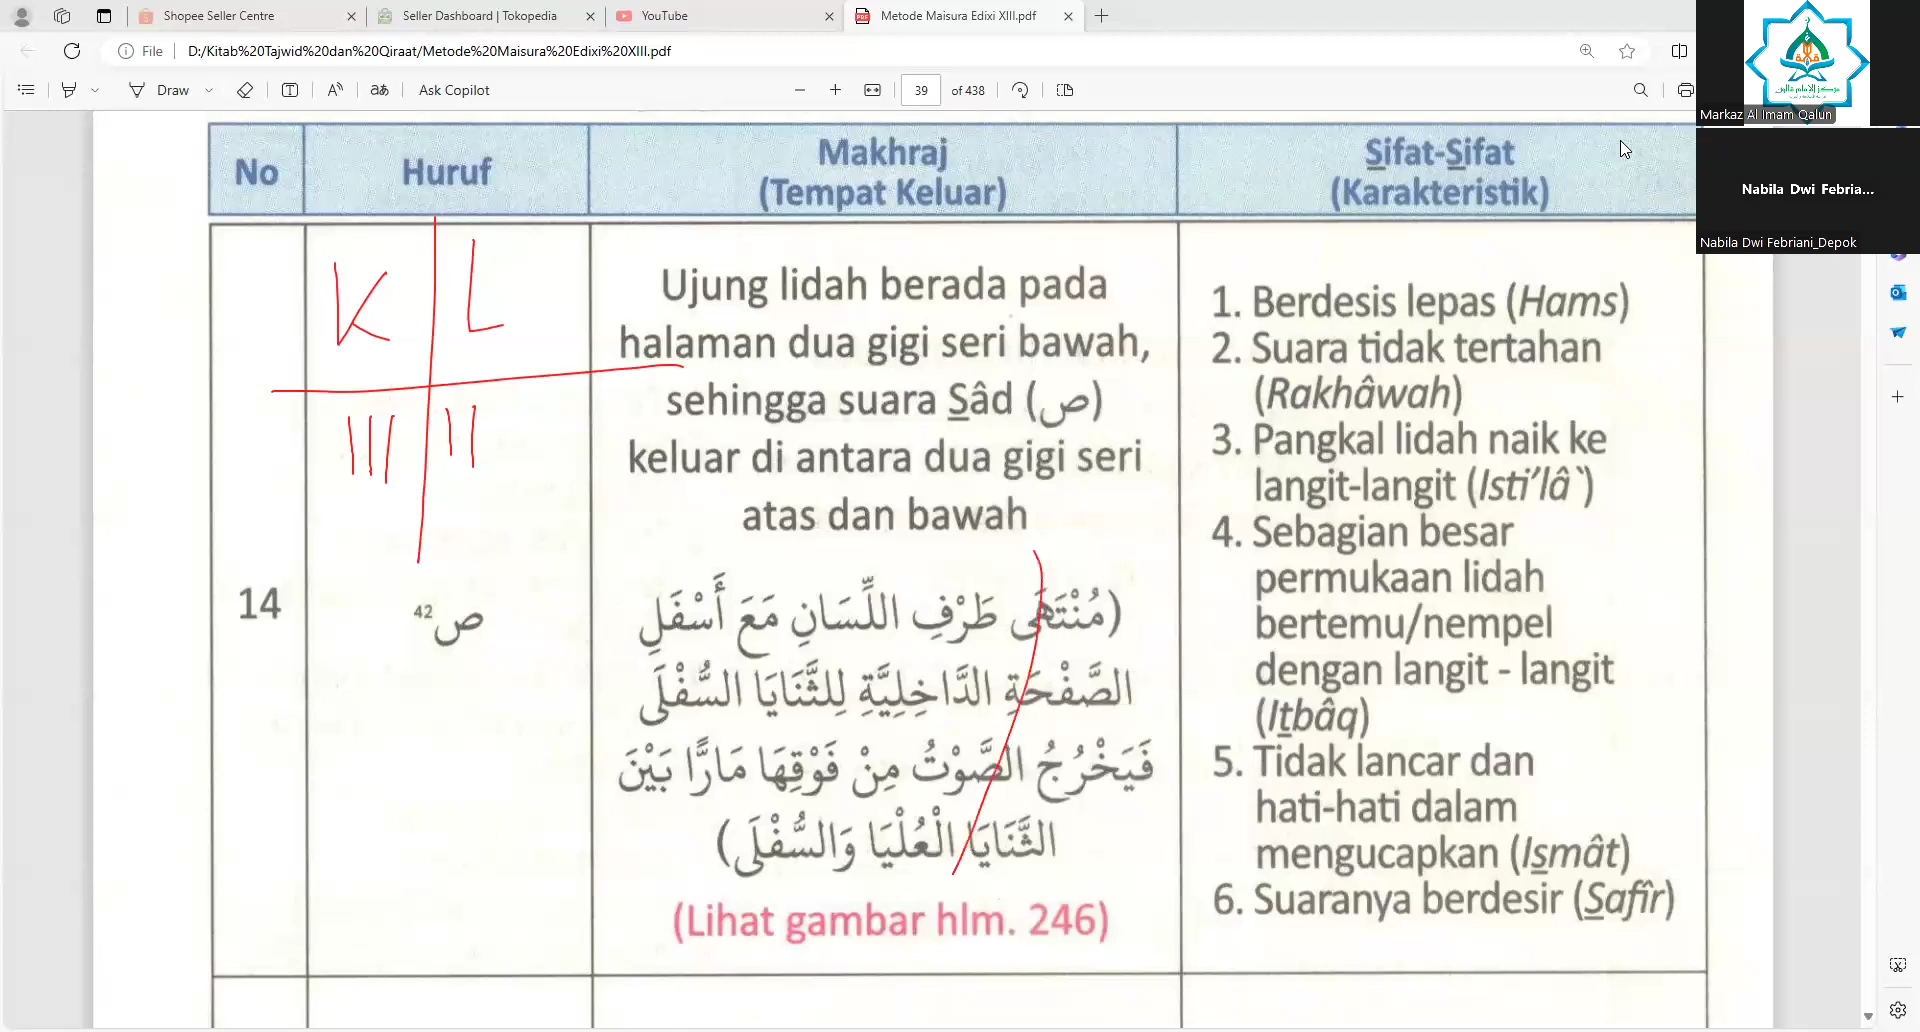 Shopee Seller Centre
Seller Dashboard | Tokopedia
YouTube
Metode Maisura Edixi XIII.pdf
File
D:/Kitab%20Tajwid%20dan%20Qiraat/Metode%20Maisura%20Edixi%20XIII.pdf
Draw
Ask Copilot
39 of 438
Markaz Al Imam Qalun
Nabila Dwi Febria...
Nabila Dwi Febriani_Depok
No
Huruf
Makhraj
(Tempat Keluar)
Sifat-Sifat
(Karakteristik)
K L
III II
14
ص 42
Ujung lidah berada pada
halaman dua gigi seri bawah,
sehingga suara Sâd (ص)
keluar di antara dua gigi seri
atas dan bawah
(مُنْتَهَى طَرْفِ اللِّسَانِ مَعَ أَسْفَلِ
الصَّفْحَةِ الدَّاخِلِيَّةِ لِلثَّنَايَا السُّفْلَى
فَيَخْرُجُ الصَّوْتُ مِنْ فَوْقِهَا مَارًّا بَيْنَ
الثَّنَايَا الْعُلْيَا وَالسُّفْلَى)
(Lihat gambar hlm. 246)
1. Berdesis lepas (Hams)
2. Suara tidak tertahan
(Rakhâwah)
3. Pangkal lidah naik ke
langit-langit (Isti’lâ`)
4. Sebagian besar
permukaan lidah
bertemu/nempel
dengan langit - langit
(Itbâq)
5. Tidak lancar dan
hati-hati dalam
mengucapkan (Ismât)
6. Suaranya berdesir (Safîr)